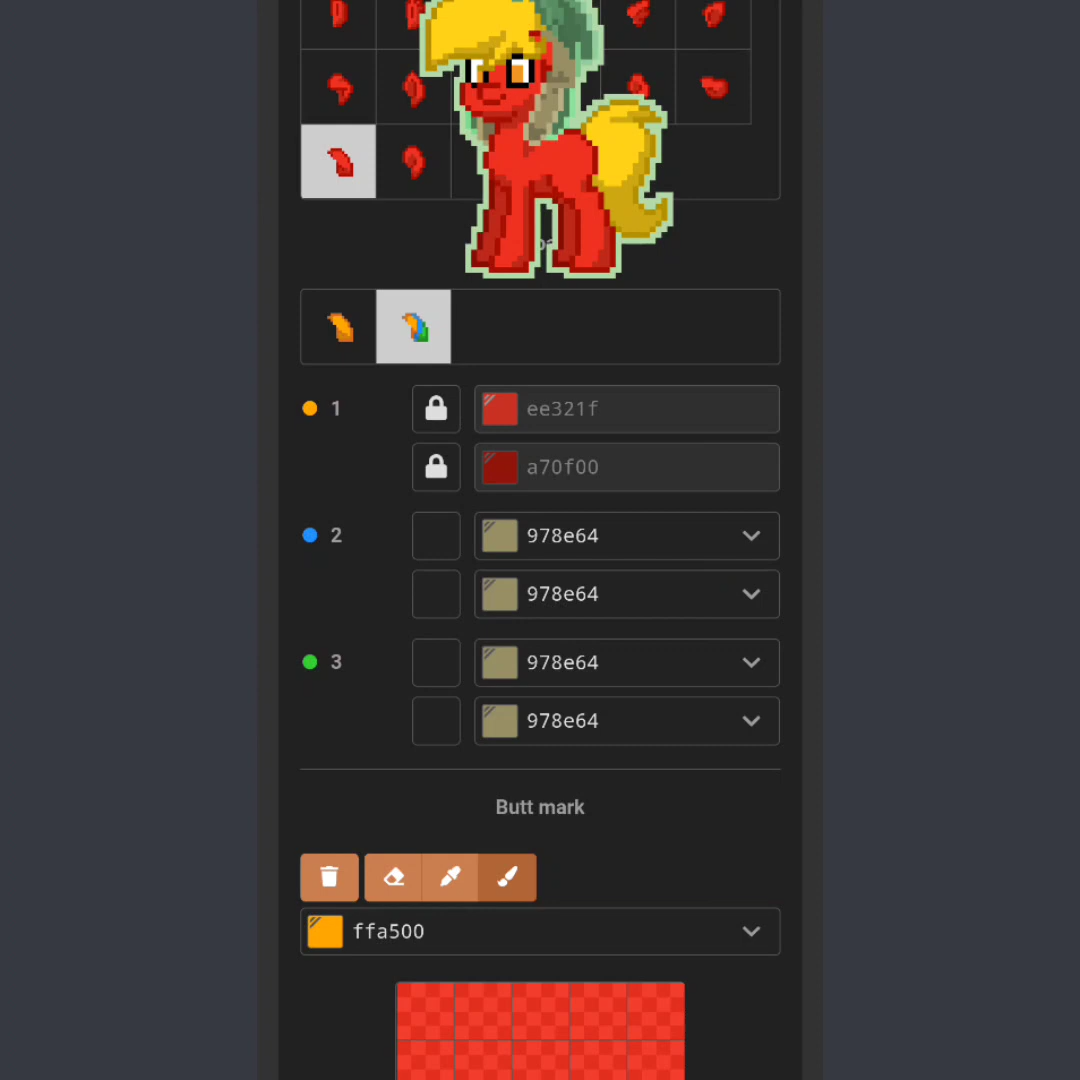 1 ee321f
a70f00
2 978e64
978e64
3 978e64
978e64
Butt mark
ffa500